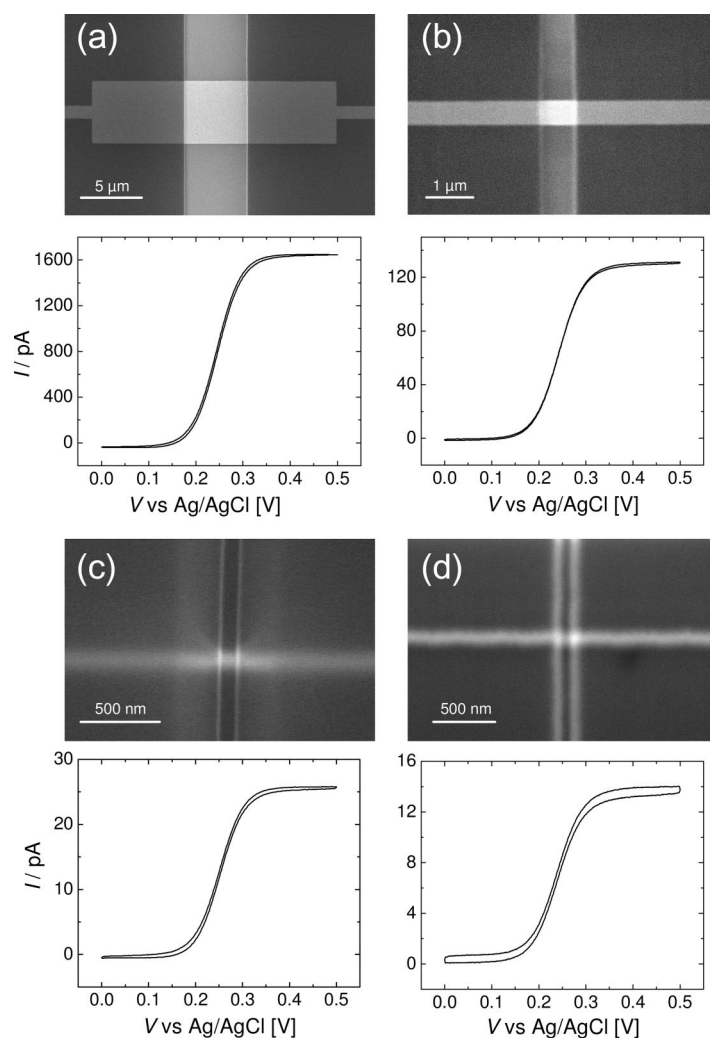 (a)
5 µm
(b)
1 µm
1600
1200
800
400
0
I / pA
0.0 0.1 0.2 0.3 0.4 0.5
V vs Ag/AgCl [V]
120
80
40
0
0.0 0.1 0.2 0.3 0.4 0.5
V vs Ag/AgCl [V]
(c)
500 nm
(d)
500 nm
30
20
10
0
I / pA
0.0 0.1 0.2 0.3 0.4 0.5
V vs Ag/AgCl [V]
16
12
8
4
0
0.0 0.1 0.2 0.3 0.4 0.5
V vs Ag/AgCl [V]